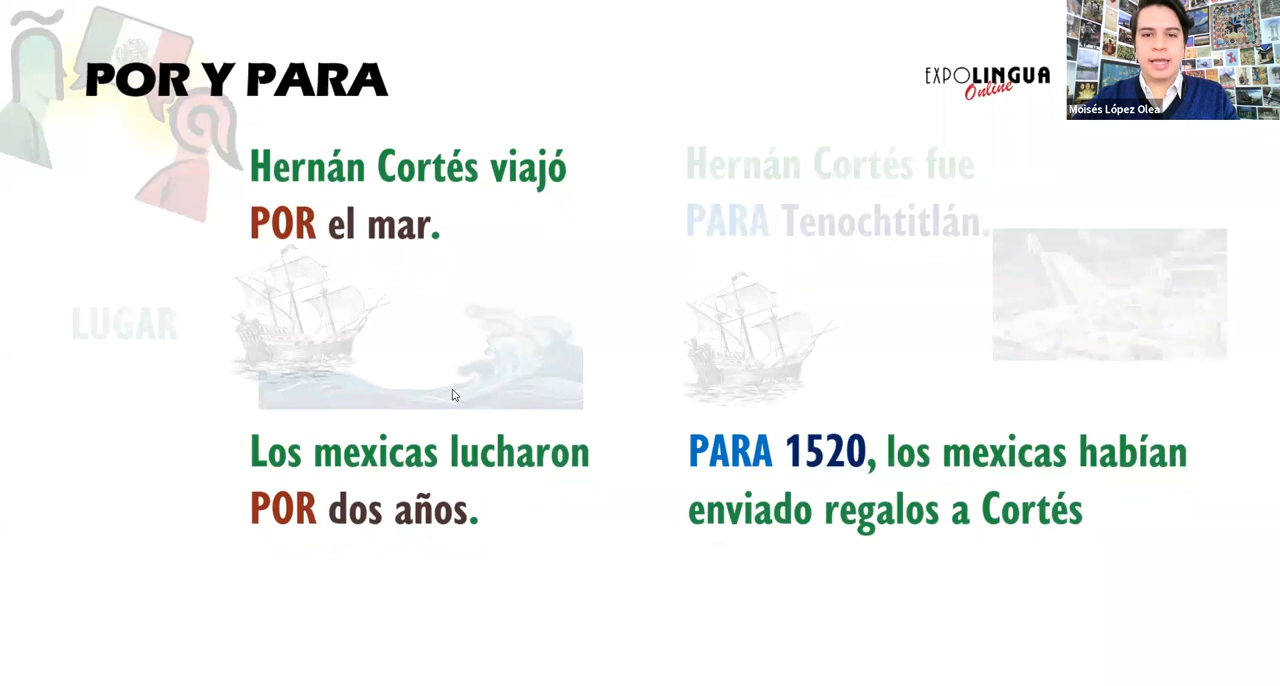 POR Y PARA
EXPOLINGUA
Online
Moisés López Olea
Hernán Cortés viajó
POR el mar.
Hernán Cortés fue
PARA Tenochtitlán.
LUGAR
Los mexicas lucharon
POR dos años.
PARA 1520, los mexicas habían
enviado regalos a Cortés
ñ
@